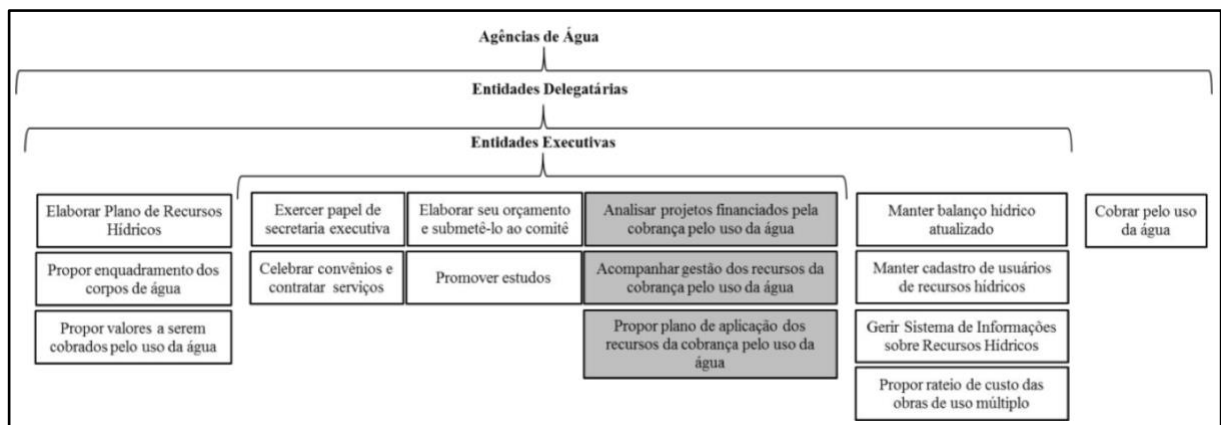 Agências de Água
Entidades Delegatárias
Entidades Executivas
Elaborar Plano de Recursos
Hídricos
Propor enquadramento dos
corpos de água
Propor valores a serem
cobrados pelo uso da água
Exercer papel de
secretaria executiva
Celebrar convênios e
contratar serviços
Elaborar seu orçamento
e submetê-lo ao comitê
Promover estudos
Analisar projetos financiados pela
cobrança pelo uso da água
Acompanhar gestão dos recursos da
cobrança pelo uso da água
Propor plano de aplicação dos
recursos da cobrança pelo uso da
água
Manter balanço hídrico
atualizado
Manter cadastro de usuários
de recursos hídricos
Gerir Sistema de Informações
sobre Recursos Hídricos
Propor rateio de custo das
obras de uso múltiplo
Cobrar pelo uso
da água